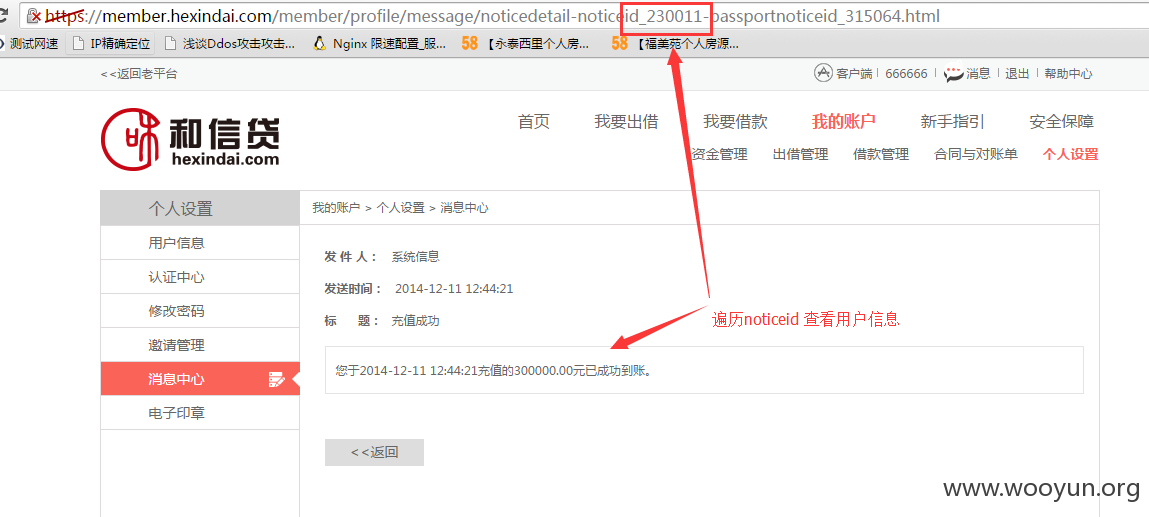 https://member.hexindai.com/member/profile/message/noticedetail-noticeid_230011-passportnoticeid_315064.html
测试网速 IP精确定位 浅谈Ddos攻击攻击... Nginx 限速配置_服... 58 【永泰西里个人房... 58 【福美苑个人房源...
<<返回老平台 客户端 | 666666 | 消息 | 退出 | 帮助中心
和信贷
hexindai.com
首页 我要出借 我要借款 我的账户 新手指引 安全保障
资金管理 出借管理 借款管理 合同与对账单 个人设置
个人设置
我的账户 > 个人设置 > 消息中心
用户信息
认证中心
修改密码
邀请管理
消息中心
电子印章
发 件 人： 系统信息
发送时间： 2014-12-11 12:44:21
标 题： 充值成功
遍历noticeid 查看用户信息
您于2014-12-11 12:44:21充值的300000.00元已成功到账。
<<返回
www.wooyun.org